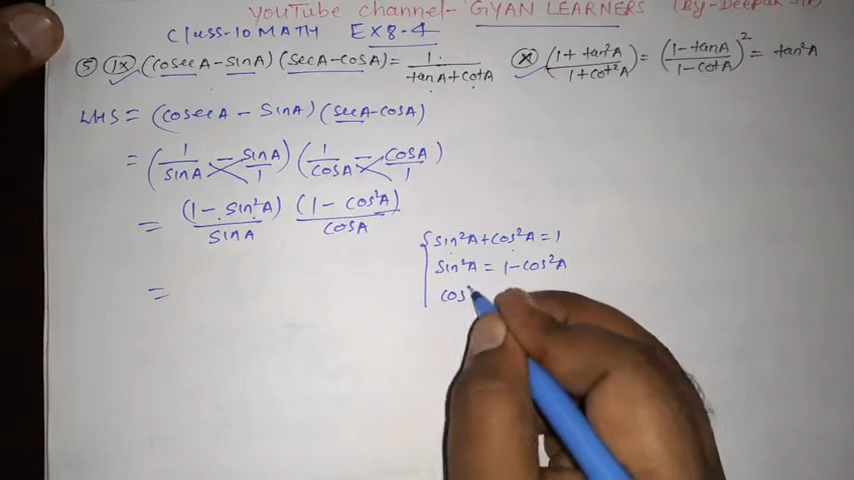 YouTube channel- GYAN LEARNERS (By-Deepak Sir)
Class-10 MATH EX 8-4
⑤ (ix) (cosecA - sinA) (secA - cosA) = 1/(tanA + cotA) (x) ((1 + tan²A)/(1 + cot²A)) = ((1 - tanA)/(1 - cotA))² = tan²A
LHS = (cosecA - sinA) (secA - cosA)
= (1/sinA - sinA/1) (1/cosA - cosA/1)
= (1 - sin²A)/sinA (1 - cos²A)/cosA
{sin²A + cos²A = 1
sin²A = 1 - cos²A
=
cos